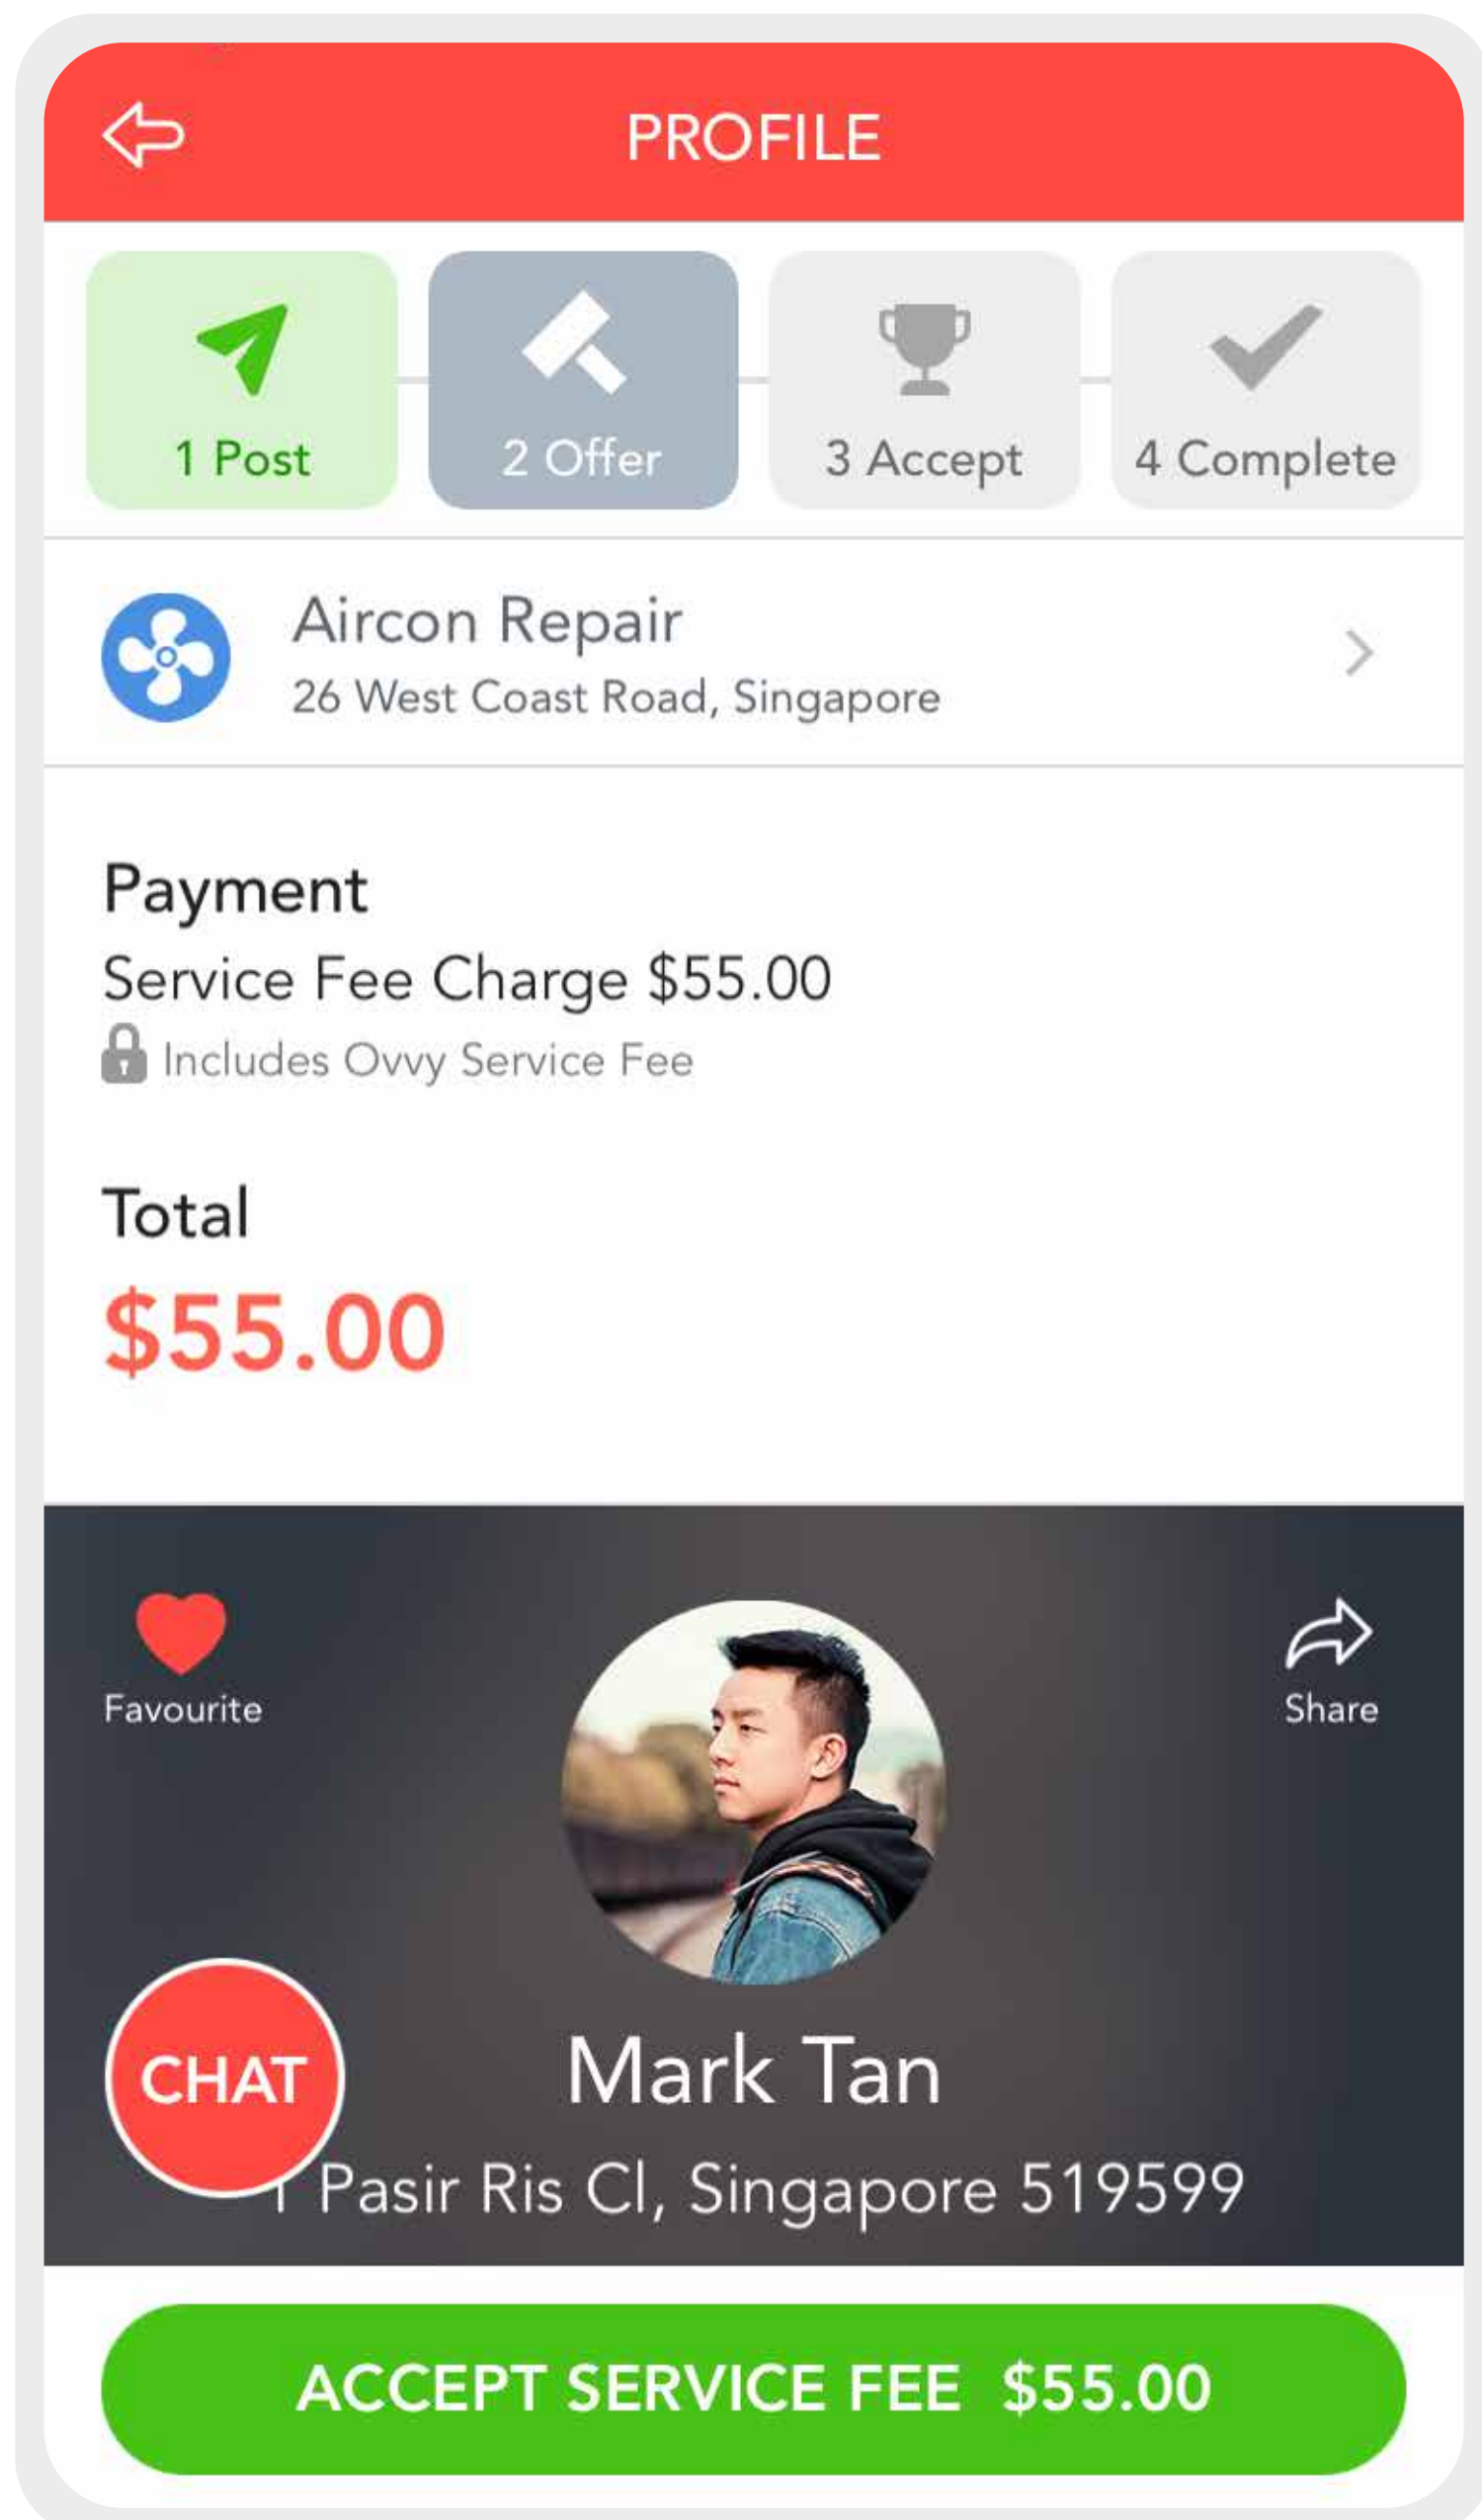 PROFILE
1 Post
2 Offer
3 Accept
4 Complete
Aircon Repair
26 West Coast Road, Singapore
Payment
Service Fee Charge $55.00
Includes Ovvy Service Fee
Total
$55.00
Favourite
Share
CHAT
Mark Tan
1 Pasir Ris Cl, Singapore 519599
ACCEPT SERVICE FEE $55.00